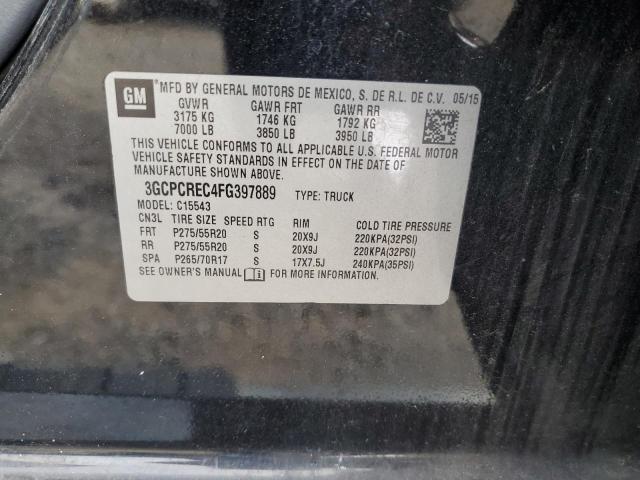 GM
MFD BY GENERAL MOTORS DE MEXICO, S. DE R.L. DE C.V. 05/15
GVWR GAWR FRT GAWR RR
3175 KG 1746 KG 1792 KG
7000 LB 3850 LB 3950 LB
THIS VEHICLE CONFORMS TO ALL APPLICABLE U.S. FEDERAL MOTOR
VEHICLE SAFETY STANDARDS IN EFFECT ON THE DATE OF
MANUFACTURE SHOWN ABOVE.
3GCPCREC4FG397889 TYPE: TRUCK
MODEL: C15543
CN3L TIRE SIZE SPEED RTG RIM COLD TIRE PRESSURE
FRT P275/55R20 S 20X9J 220KPA(32PSI)
RR P275/55R20 S 20X9J 220KPA(32PSI)
SPA P265/70R17 S 17X7.5J 240KPA(35PSI)
SEE OWNER'S MANUAL FOR MORE INFORMATION.